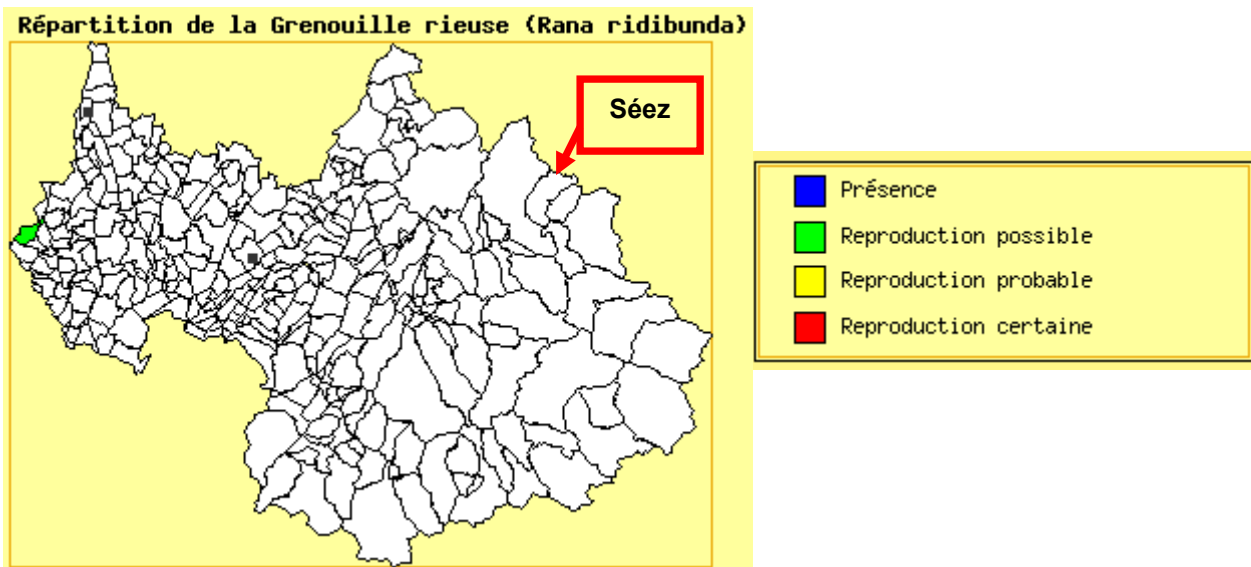 Répartition de la Grenouille rieuse (Rana ridibunda)
Séez
Présence
Reproduction possible
Reproduction probable
Reproduction certaine